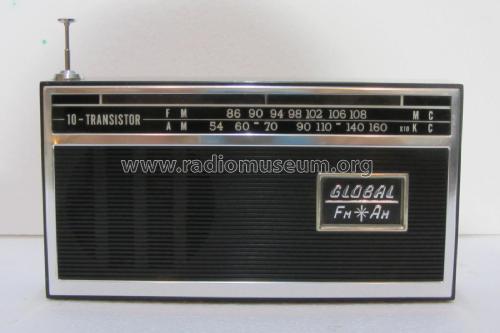 10-TRANSISTOR F M 86 90 94 98 102 106 108 M C
A M 54 60-70 90 110-140 160 X10 K C
www.radiomuseum.org
GLOBAL
FM✳AM